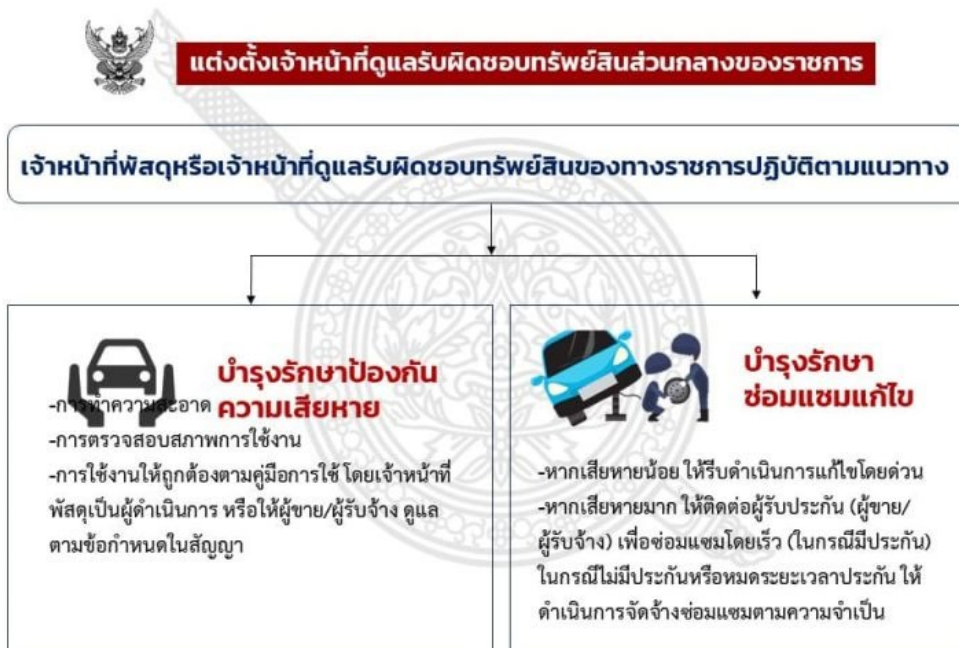 แต่งตั้งเจ้าหน้าที่ดูแลรับผิดชอบทรัพย์สินส่วนกลางของราชการ
เจ้าหน้าที่พัสดุหรือเจ้าหน้าที่ดูแลรับผิดชอบทรัพย์สินของทางราชการปฏิบัติตามแนวทาง
บำรุงรักษาป้องกัน
ความเสียหาย
-การทำความสะอาด
-การตรวจสอบสภาพการใช้งาน
-การใช้งานให้ถูกต้องตามคู่มือการใช้ โดยเจ้าหน้าที่
พัสดุเป็นผู้ดำเนินการ หรือให้ผู้ขาย/ผู้รับจ้าง ดูแล
ตามข้อกำหนดในสัญญา
บำรุงรักษา
ซ่อมแซมแก้ไข
-หากเสียหายน้อย ให้รีบดำเนินการแก้ไขโดยด่วน
-หากเสียหายมาก ให้ติดต่อผู้รับประกัน (ผู้ขาย/
ผู้รับจ้าง) เพื่อซ่อมแซมโดยเร็ว (ในกรณีมีประกัน)
ในกรณีไม่มีประกันหรือหมดระยะเวลาประกัน ให้
ดำเนินการจัดจ้างซ่อมแซมตามความจำเป็น